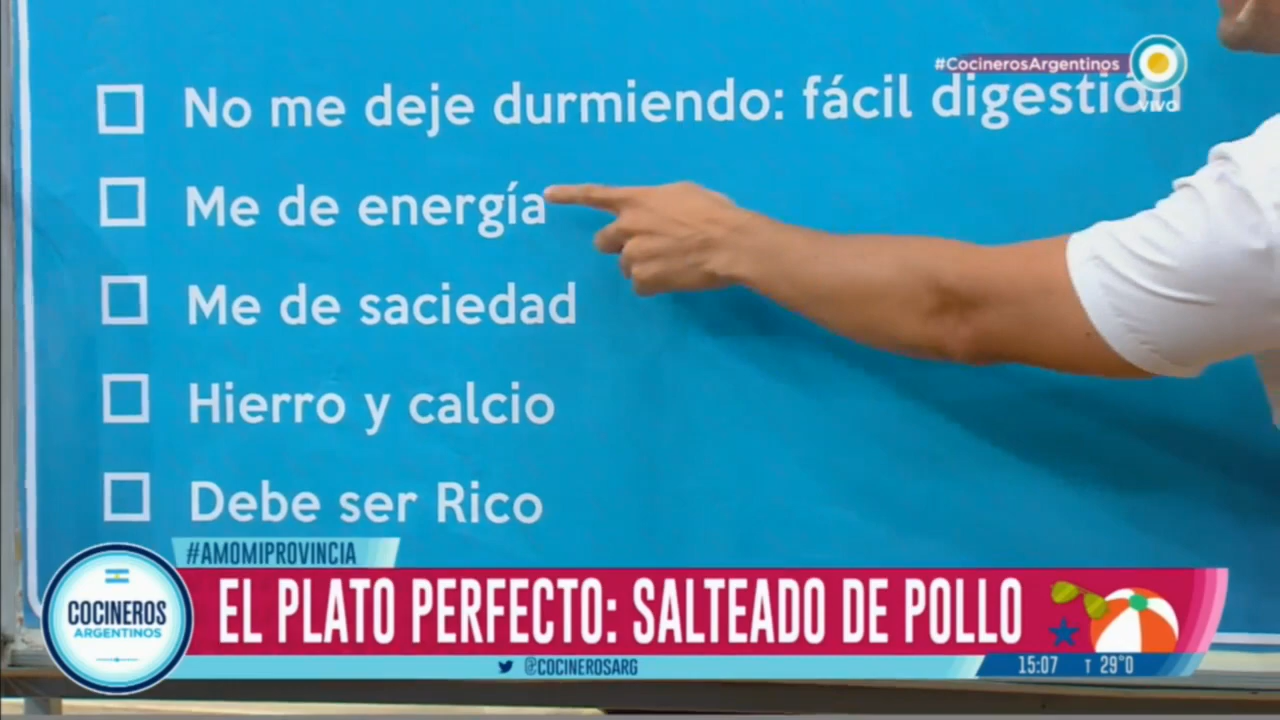 #CocinerosArgentinos
VIVO
No me deje durmiendo: fácil digestión
Me de energía
Me de saciedad
Hierro y calcio
Debe ser Rico
#AMOMIPROVINCIA
COCINEROS
ARGENTINOS
EL PLATO PERFECTO: SALTEADO DE POLLO
@COCINEROSARG
15:07 T 29°0